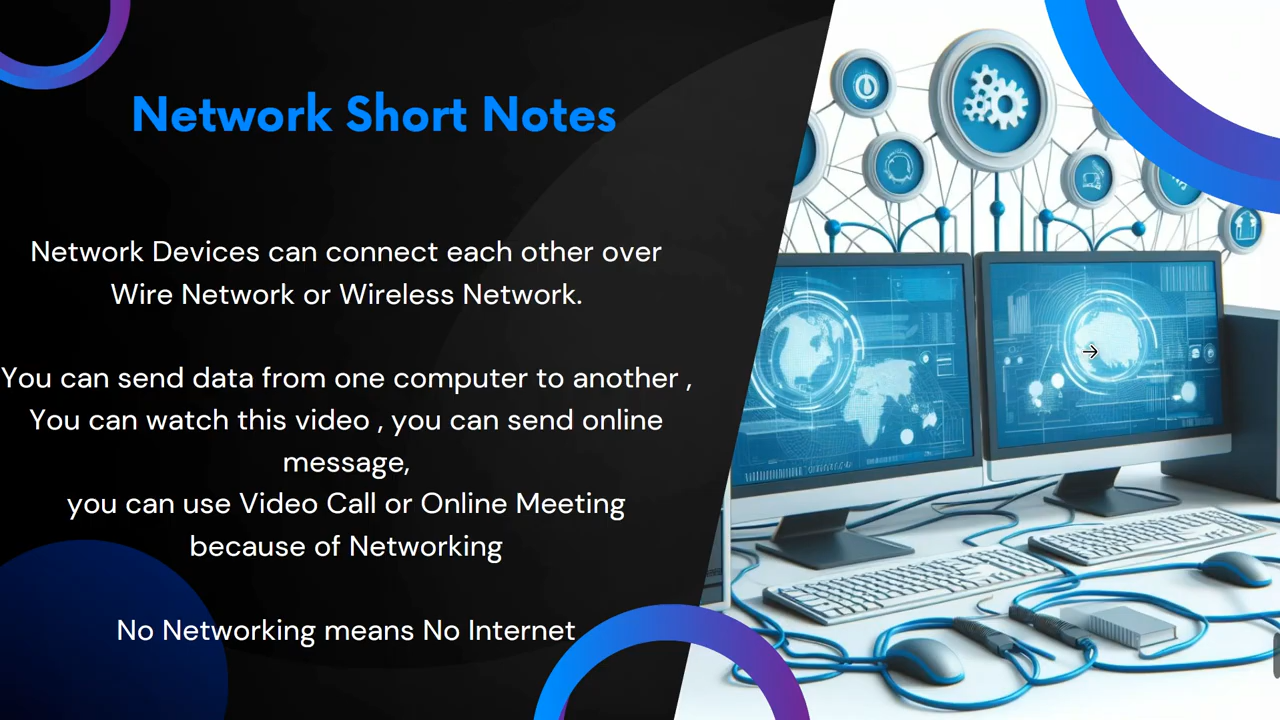 Network Short Notes
Network Devices can connect each other over
Wire Network or Wireless Network.
You can send data from one computer to another ,
You can watch this video , you can send online
message,
you can use Video Call or Online Meeting
because of Networking
No Networking means No Internet